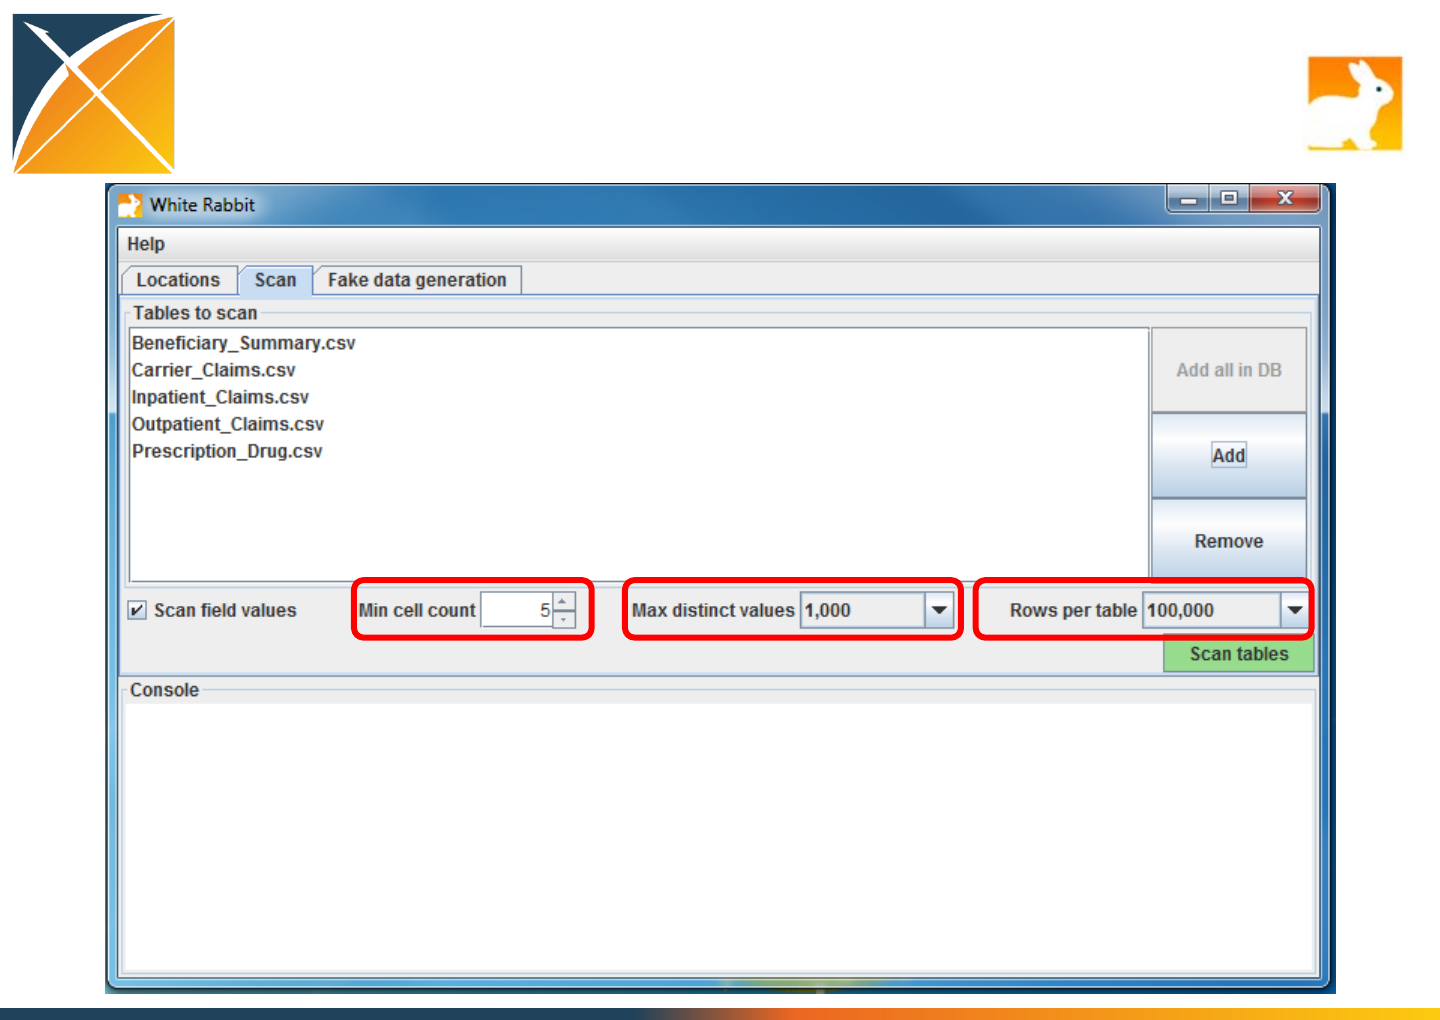 White Rabbit
Help
Locations Scan Fake data generation
Tables to scan
Beneficiary_Summary.csv
Carrier_Claims.csv
Inpatient_Claims.csv
Outpatient_Claims.csv
Prescription_Drug.csv
Add all in DB
Add
Remove
Scan field values Min cell count 5 Max distinct values 1,000 Rows per table 100,000
Scan tables
Console